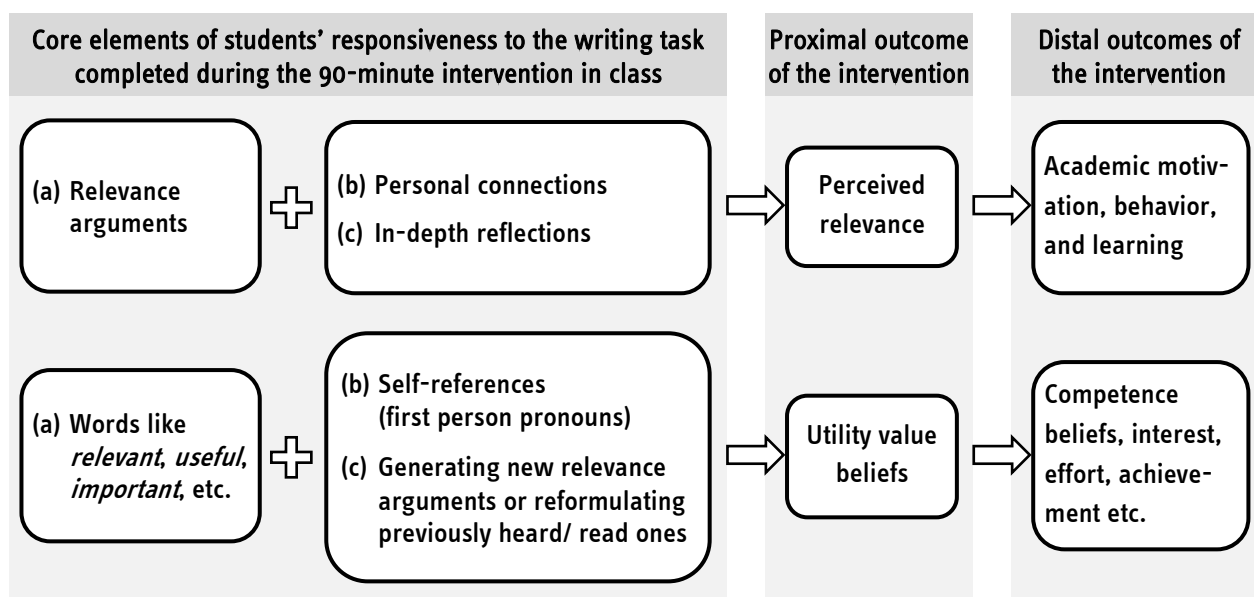 Core elements of students’ responsiveness to the writing task
completed during the 90-minute intervention in class
Proximal outcome
of the intervention
Distal outcomes of
the intervention
(a) Relevance
arguments
(b) Personal connections
(c) In-depth reflections
Perceived
relevance
Academic motiv-
ation, behavior,
and learning
(a) Words like
relevant, useful,
important, etc.
(b) Self-references
(first person pronouns)
(c) Generating new relevance
arguments or reformulating
previously heard/ read ones
Utility value
beliefs
Competence
beliefs, interest,
effort, achieve-
ment etc.